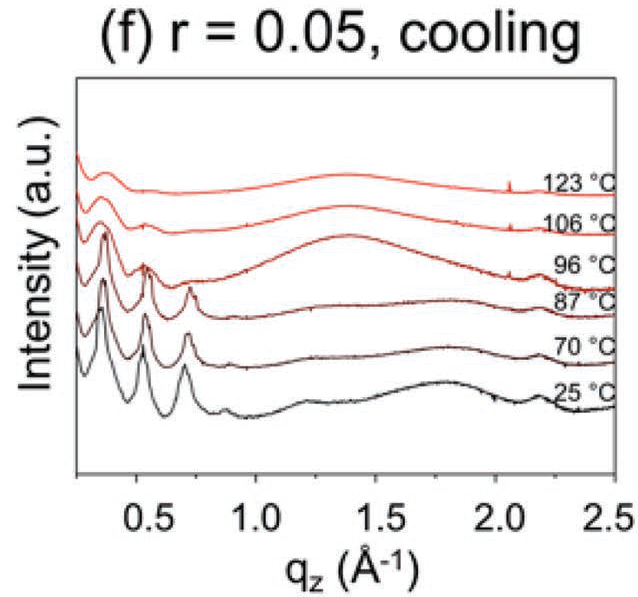 (f) r = 0.05, cooling
Intensity (a.u.)
123 °C
106 °C
96 °C
87 °C
70 °C
25 °C
0.5 1.0 1.5 2.0 2.5
qz (Å-1)